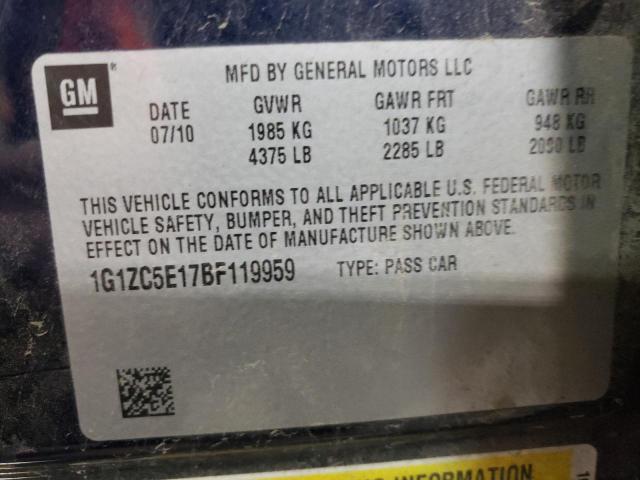 GM®
MFD BY GENERAL MOTORS LLC
DATE GVWR GAWR FRT GAWR RR
07/10 1985 KG 1037 KG 948 KG
4375 LB 2285 LB 2090 LB
THIS VEHICLE CONFORMS TO ALL APPLICABLE U.S. FEDERAL MOTOR
VEHICLE SAFETY, BUMPER, AND THEFT PREVENTION STANDARDS IN
EFFECT ON THE DATE OF MANUFACTURE SHOWN ABOVE.
1G1ZC5E17BF119959 TYPE: PASS CAR
INFORMATION